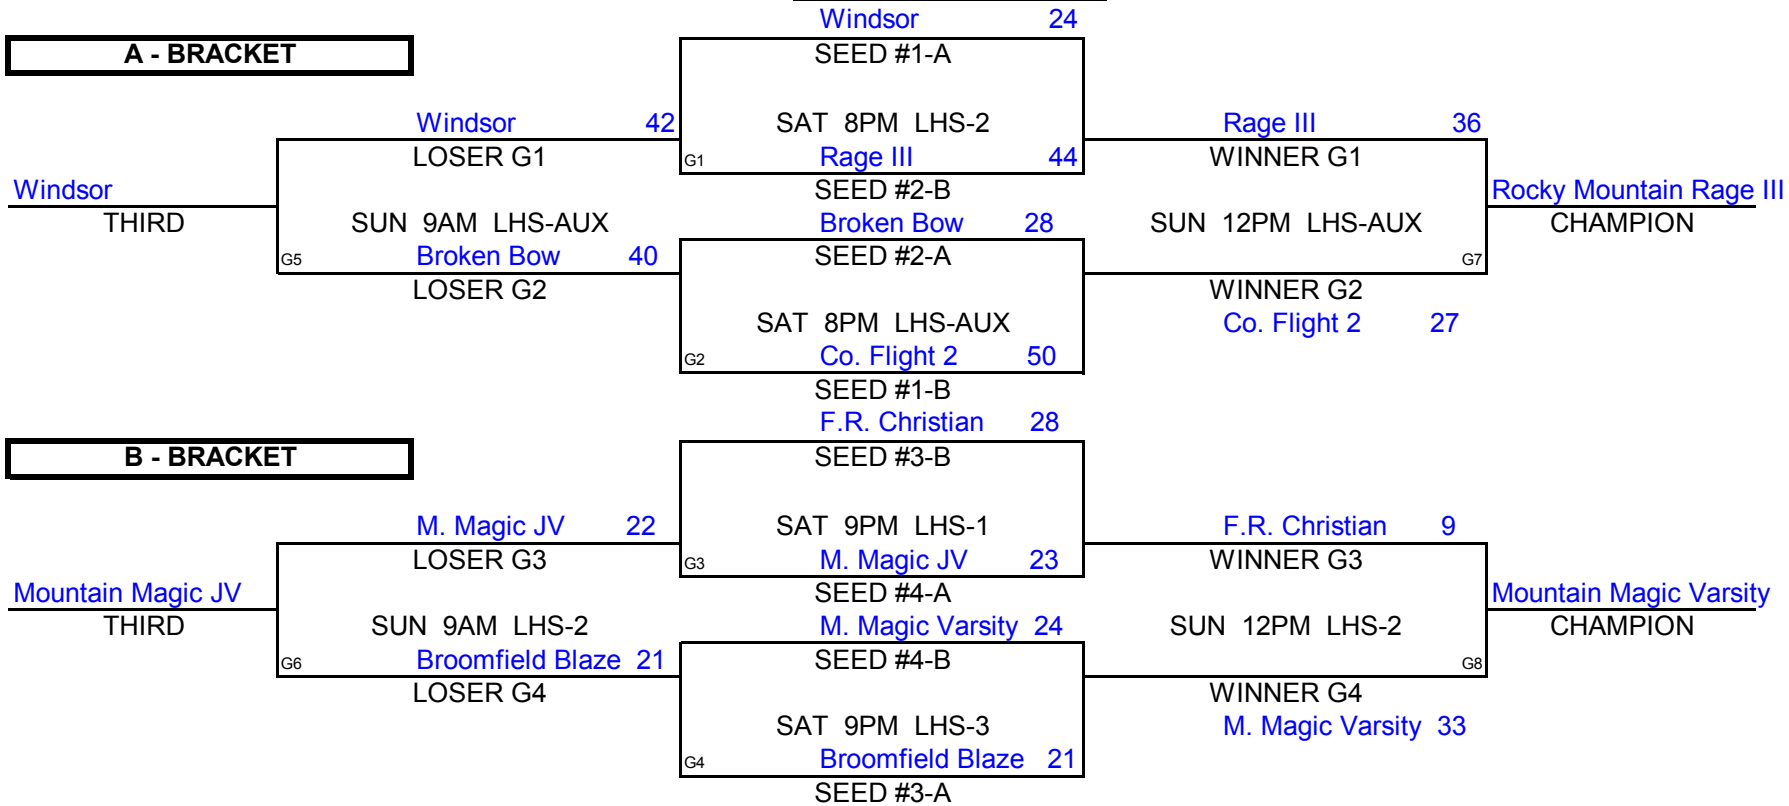 Windsor 24
A - BRACKET SEED #1-A
Windsor 42 SAT 8PM LHS-2 Rage III 36
LOSER G1 G1 Rage III 44 WINNER G1
Windsor SEED #2-B Rocky Mountain Rage III
THIRD SUN 9AM LHS-AUX Broken Bow 28 SUN 12PM LHS-AUX CHAMPION
G5 Broken Bow 40 SEED #2-A G7
LOSER G2 WINNER G2
SAT 8PM LHS-AUX Co. Flight 2 27
G2 Co. Flight 2 50
SEED #1-B
F.R. Christian 28
B - BRACKET SEED #3-B
M. Magic JV 22 SAT 9PM LHS-1 F.R. Christian 9
LOSER G3 G3 M. Magic JV 23 WINNER G3
Mountain Magic JV SEED #4-A Mountain Magic Varsity
THIRD SUN 9AM LHS-2 M. Magic Varsity 24 SUN 12PM LHS-2 CHAMPION
G6 Broomfield Blaze 21 SEED #4-B G8
LOSER G4 WINNER G4
SAT 9PM LHS-3 M. Magic Varsity 33
G4 Broomfield Blaze 21
SEED #3-A